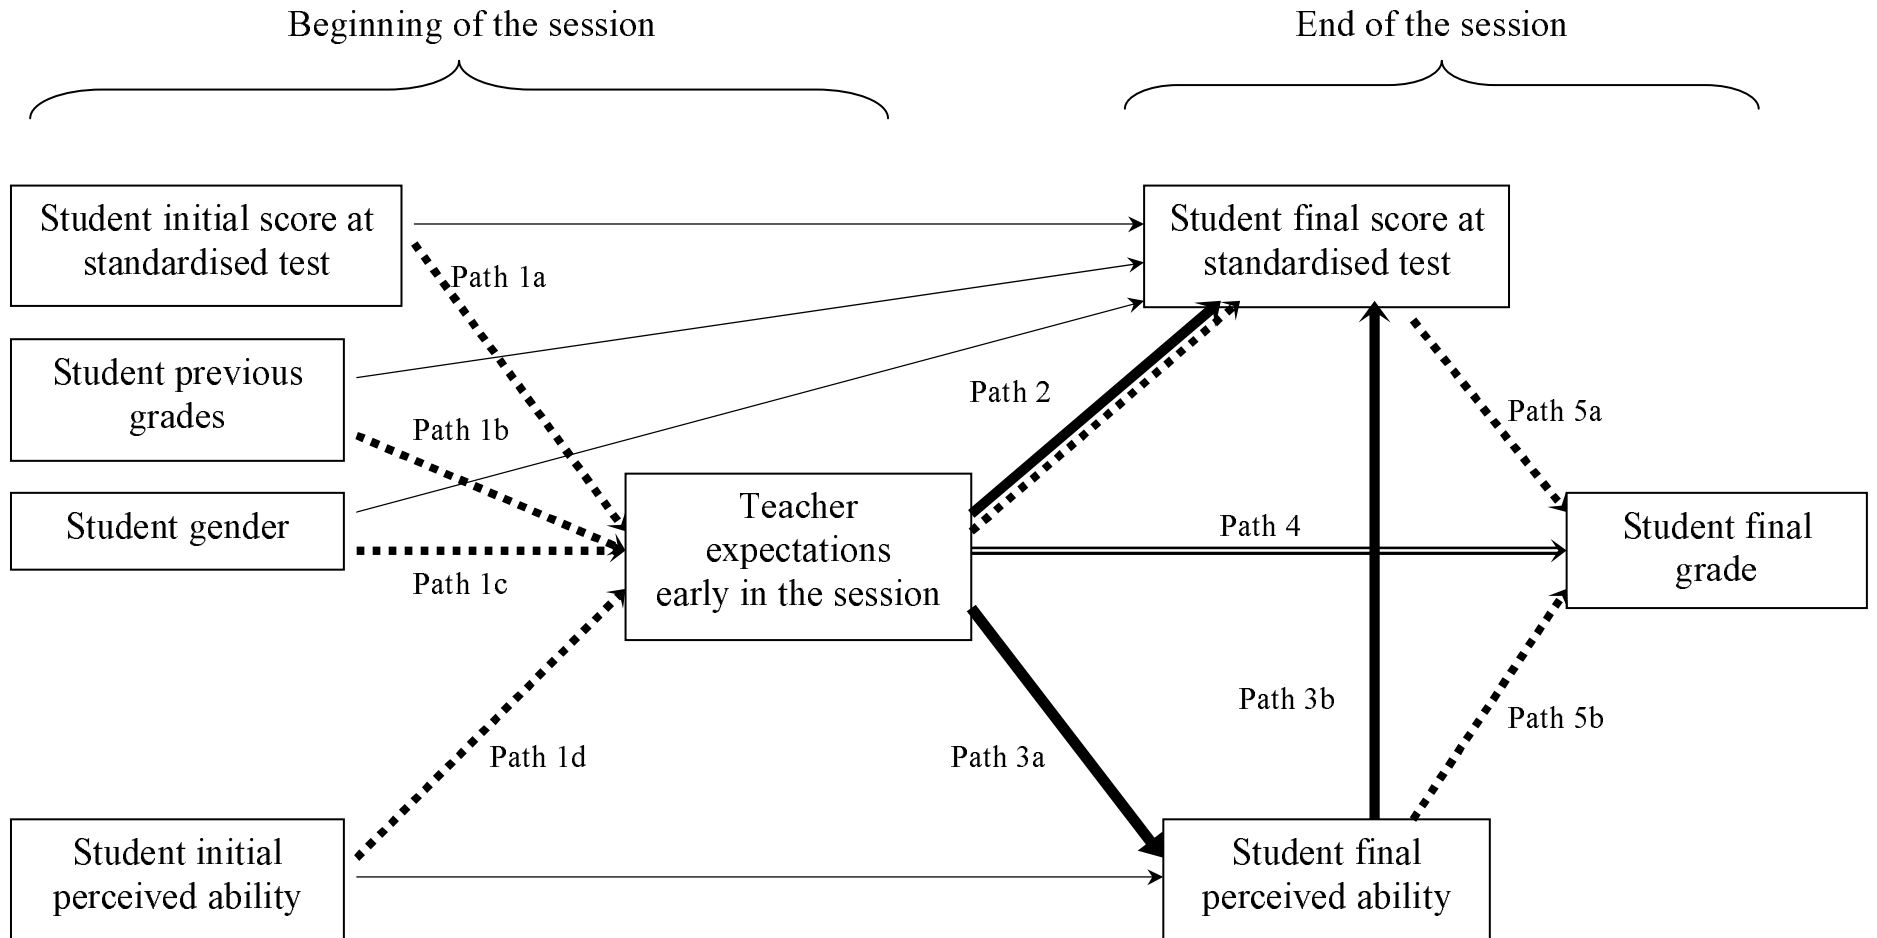 Beginning of the session
End of the session
Student initial score at
standardised test
Student final score at
standardised test
Path 1a
Student previous
grades
Path 2
Path 5a
Path 1b
Student gender
Teacher
expectations
early in the session
Path 4
Student final
grade
Path 1c
Path 3b
Path 5b
Path 1d
Path 3a
Student initial
perceived ability
Student final
perceived ability